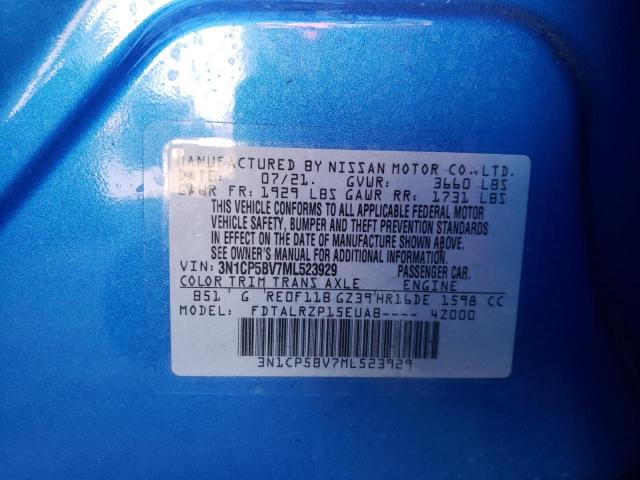 MANUFACTURED BY NISSAN MOTOR CO., LTD.
DATE: 07/21. GVWR: 3660 LBS
GAWR FR: 1929 LBS GAWR RR: 1731 LBS
THIS VEHICLE CONFORMS TO ALL APPLICABLE FEDERAL MOTOR
VEHICLE SAFETY, BUMPER AND THEFT PREVENTION STANDARDS
IN EFFECT ON THE DATE OF MANUFACTURE SHOWN ABOVE.
SEE OWNER'S MANUAL FOR ADDITIONAL INFORMATION.
VIN: 3N1CP5BV7ML523929 PASSENGER CAR.
COLOR TRIM TRANS AXLE ENGINE
B51 G RE0F11B GZ39 HR16DE 1598 CC
MODEL: FDTALRZP15EUAB---- 4Z000
3N1CP5BV7ML523929